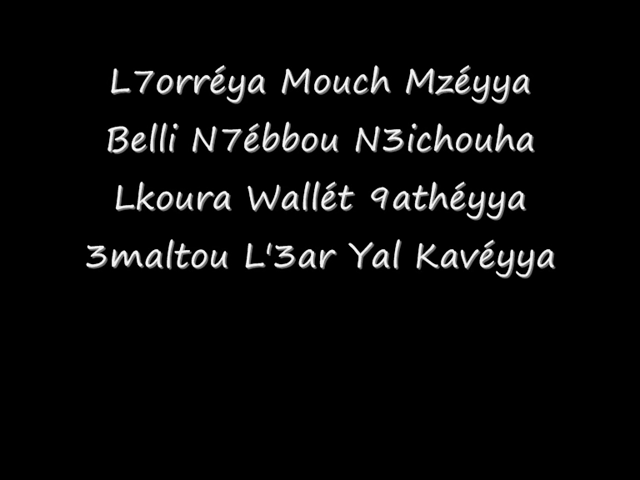 L7orréya Mouch Mzéyya
Belli N7ébbou N3ichouha
Lkoura Wallét 9athéyya
3maltou L'3ar Yal Kavéyya